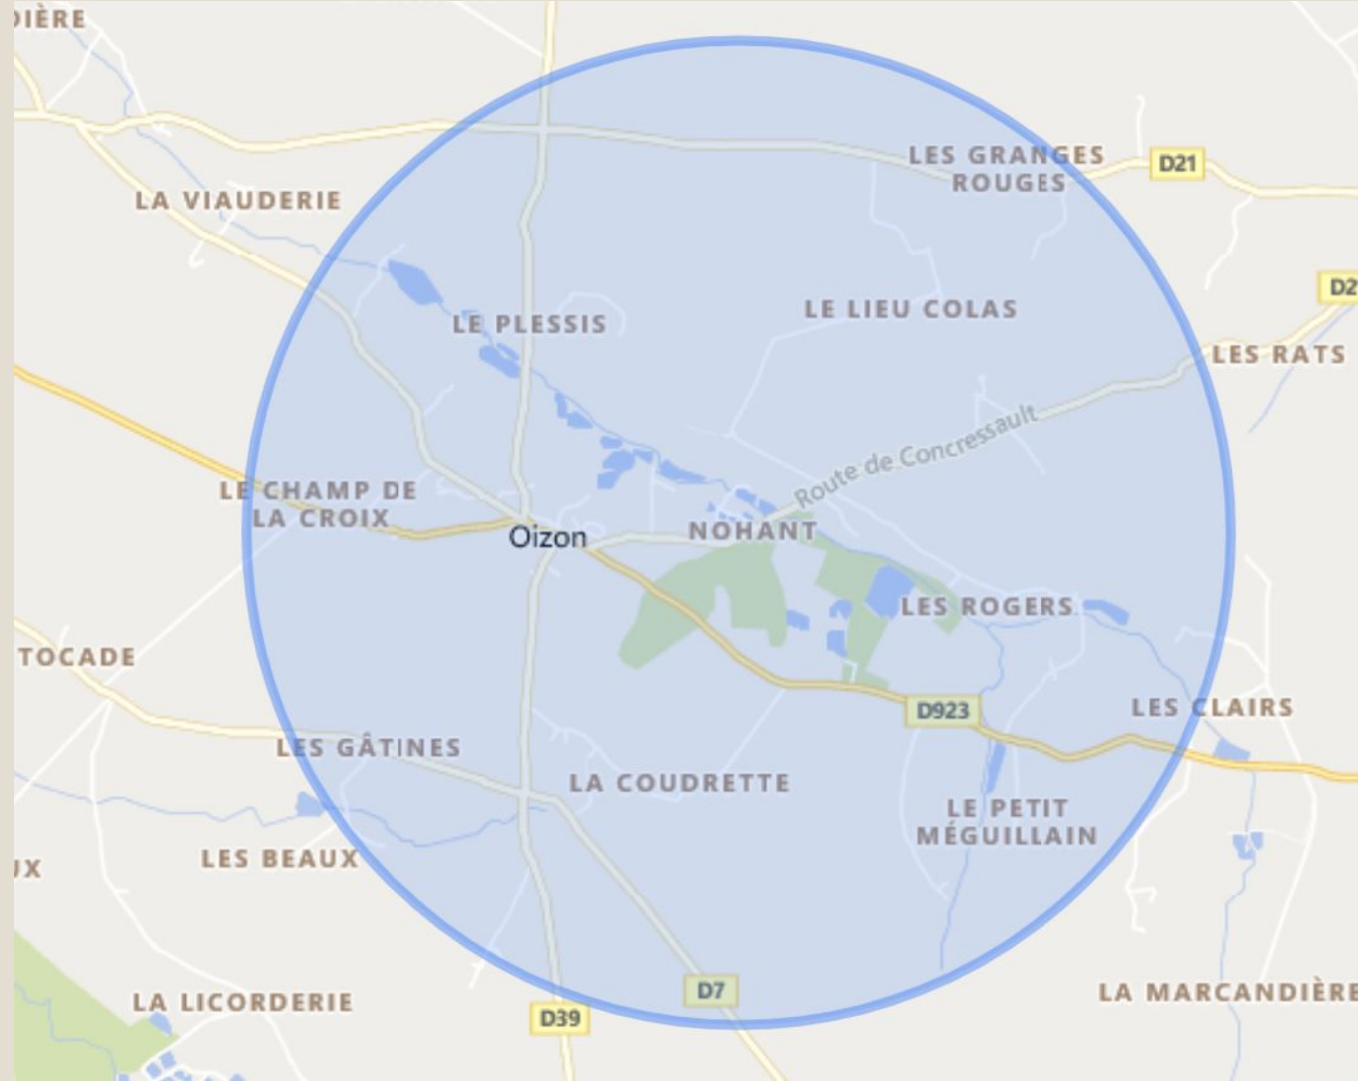 DIÈRE
LES GRANGES
ROUGES
D21
LA VIAUDERIE
D2
LE LIEU COLAS
LE PLESSIS
LES RATS
Route de Concressault
LE CHAMP DE
LA CROIX
Oizon
NOHANT
LES ROGERS
TOCADE
D923
LES CLAIRS
LES GÂTINES
LA COUDRETTE
LE PETIT
MÉGUILLAIN
LES BEAUX
UX
LA LICORDERIE
D7
LA MARCANDIÈRE
D39